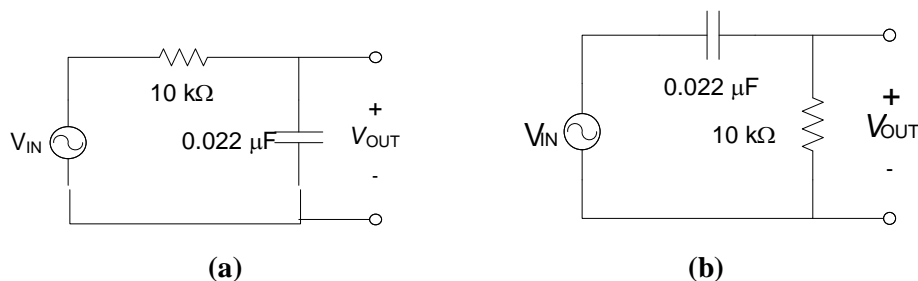 10 kΩ
V_IN
0.022 μF
+
V_OUT
-
(a)
0.022 μF
V_IN
10 kΩ
+
V_OUT
-
(b)